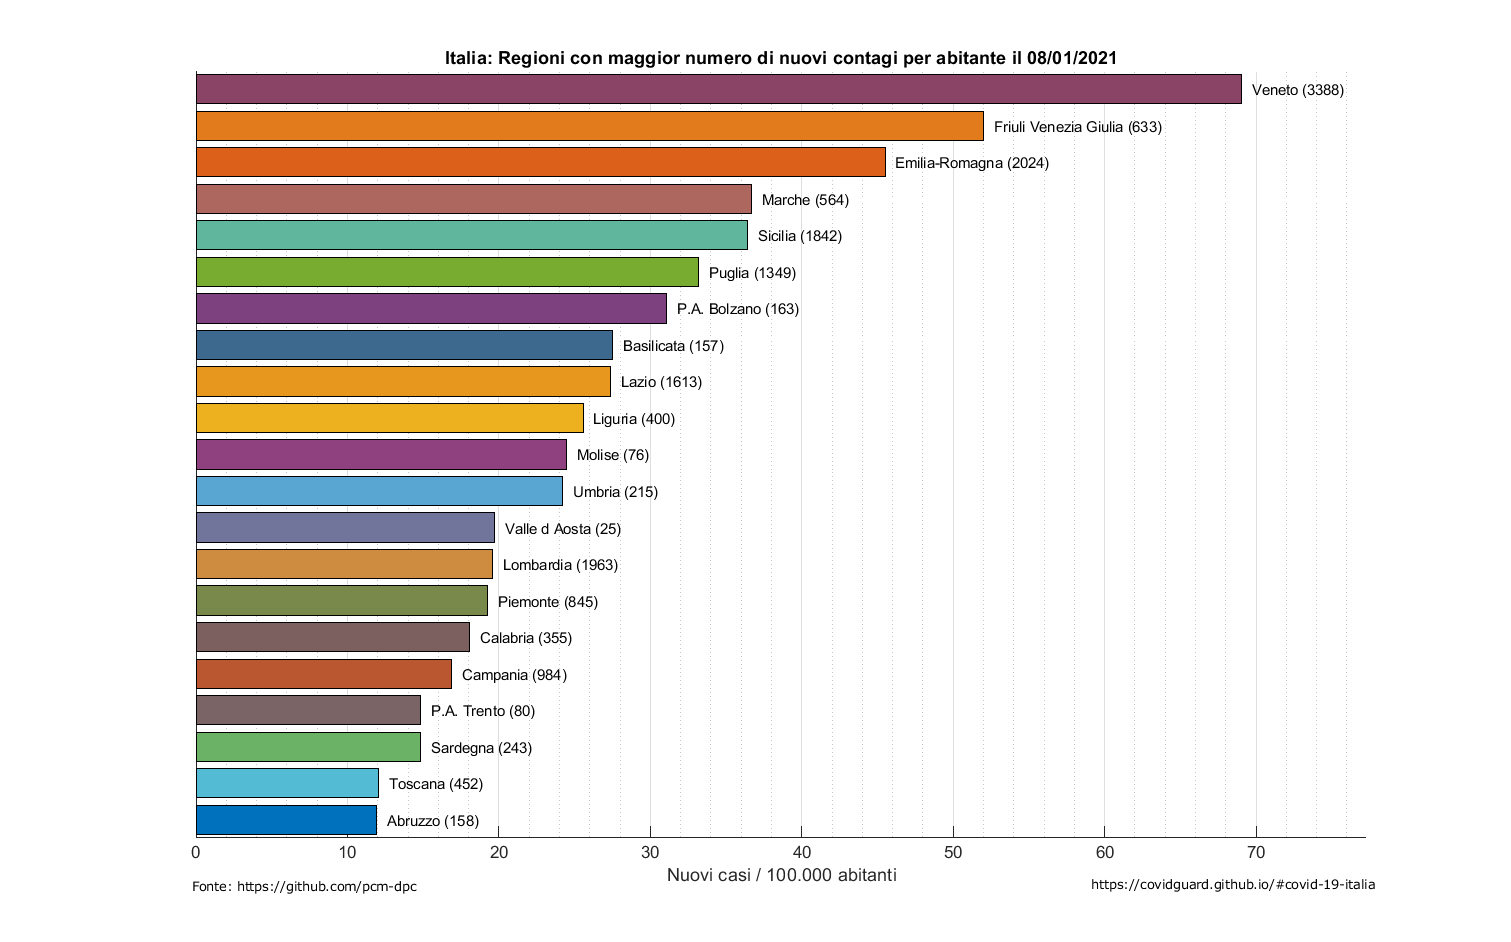 Italia: Regioni con maggior numero di nuovi contagi per abitante il 08/01/2021
Veneto (3388)
Friuli Venezia Giulia (633)
Emilia-Romagna (2024)
Marche (564)
Sicilia (1842)
Puglia (1349)
P.A. Bolzano (163)
Basilicata (157)
Lazio (1613)
Liguria (400)
Molise (76)
Umbria (215)
Valle d Aosta (25)
Lombardia (1963)
Piemonte (845)
Calabria (355)
Campania (984)
P.A. Trento (80)
Sardegna (243)
Toscana (452)
Abruzzo (158)
0 10 20 30 40 50 60 70
Nuovi casi / 100.000 abitanti
Fonte: https://github.com/pcm-dpc
https://covidguard.github.io/#covid-19-italia